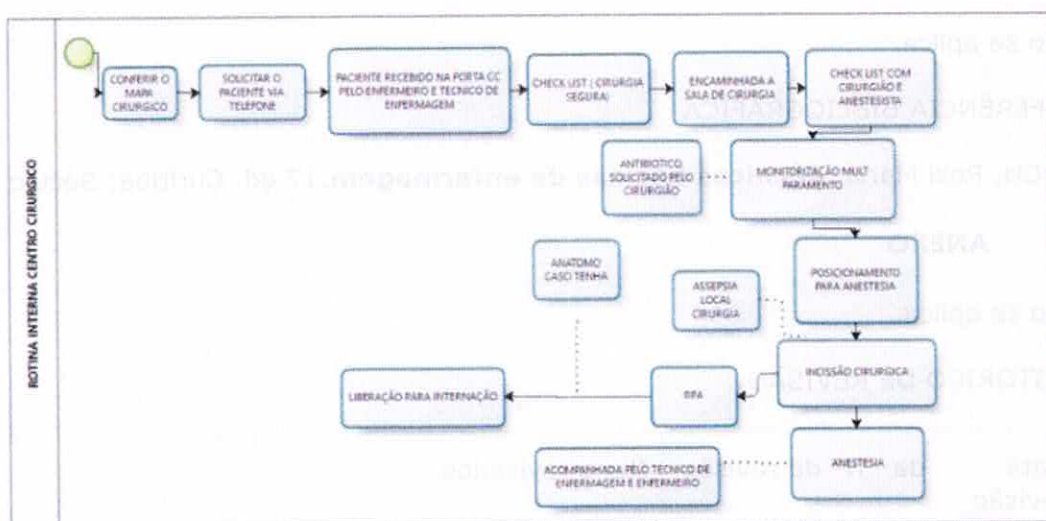 ROTINA INTERNA CENTRO CIRURGICO
CONFERIR O
MAPA
CIRURGICO
SOLICITAR O
PACIENTE VIA
TELEFONE
PACIENTE RECEBIDO NA PORTA CC
PELO ENFERMEIRO E TECNICO DE
ENFERMAGEM
CHECK LIST ( CIRURGIA
SEGURA)
ENCAMINHADA A
SALA DE CIRURGIA
CHECK LIST COM
CIRURGIÃO E
ANESTESISTA
ANTIBIOTICO
SOLICITADO PELO
CIRURGIÃO
MONITORIZAÇÃO MULT
PARAMENTO
ANATOMO
CASO TENHA
ASSEPSIA
LOCAL
CIRURGIA
POSICIONAMENTO
PARA ANESTESIA
LIBERAÇÃO PARA INTERNAÇÃO
INCISSÃO CIRURGICA
ACOMPANHADA PELO TECNICO DE
ENFERMAGEM E ENFERMEIRO
ANESTESIA